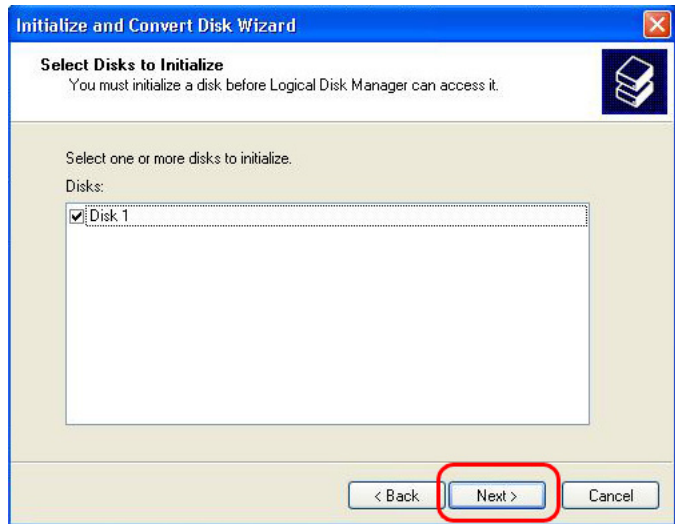 Initialize and Convert Disk Wizard
Select Disks to Initialize
You must initialize a disk before Logical Disk Manager can access it.
Select one or more disks to initialize.
Disks:
Disk 1
< Back Next > Cancel